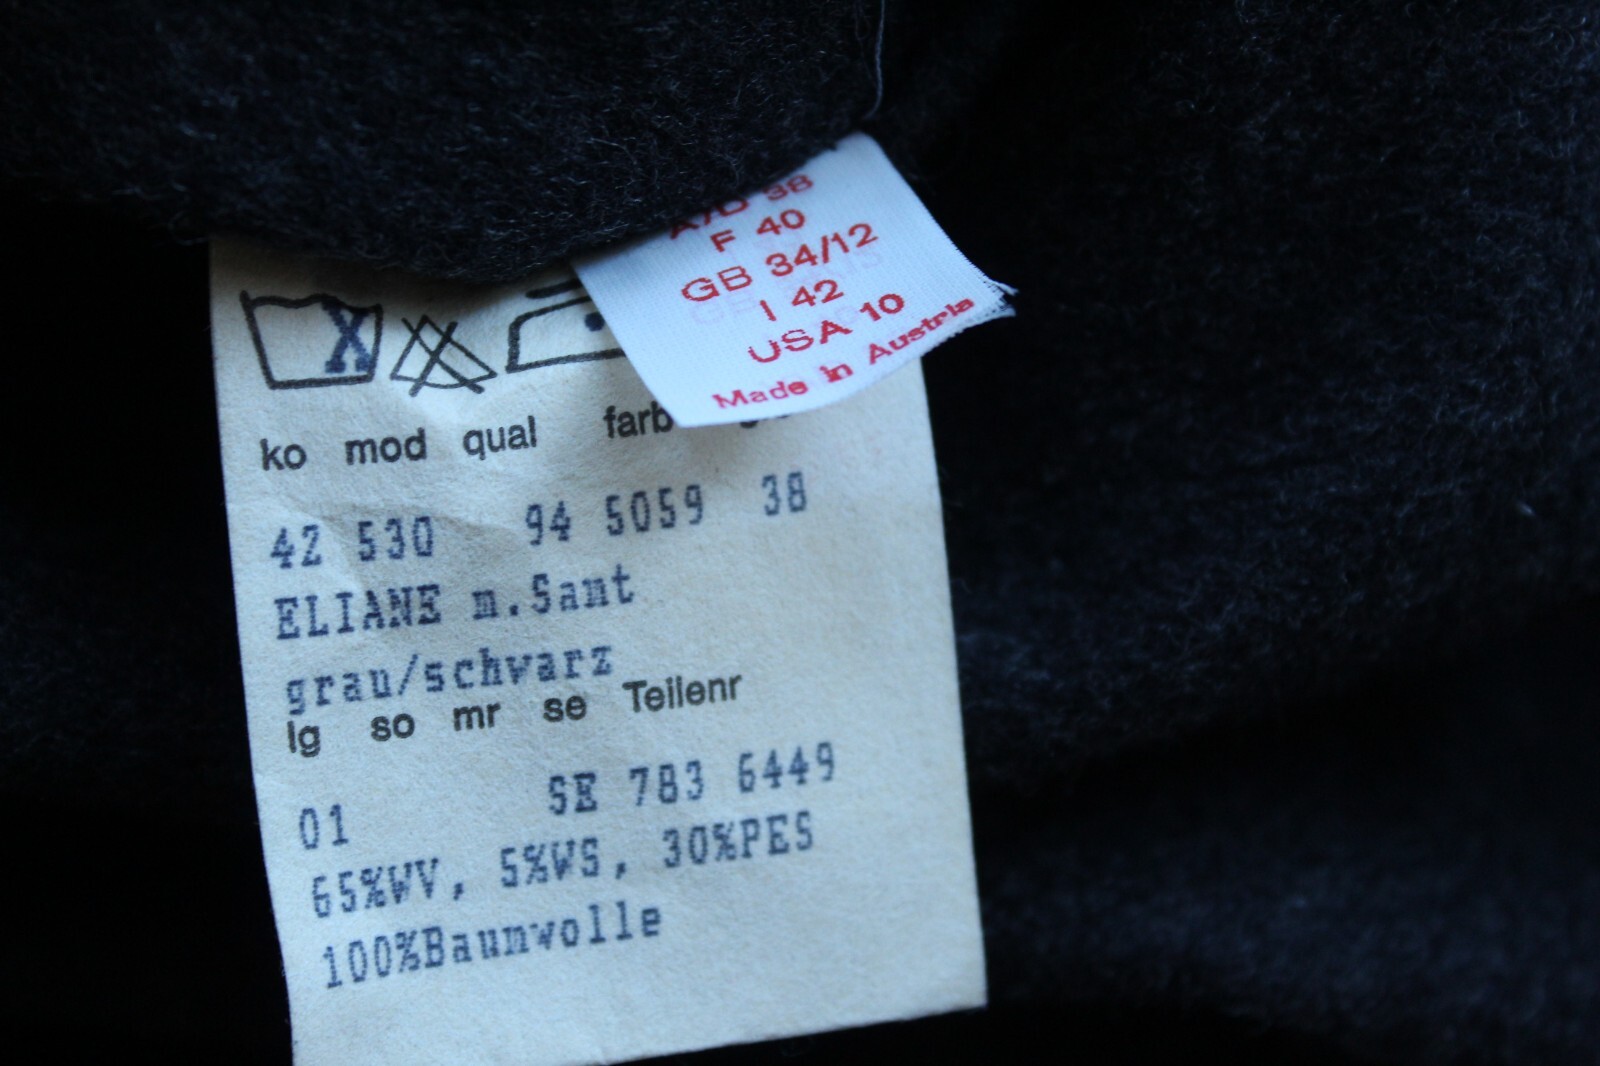 A/D 38
F 40
GB 34/12
I 42
USA 10
Made in Austria
X
ko mod qual farb
42 530 94 5059 38
ELIANE m.Samt
grau/schwarz
lg so mr se Teilenr
01 SE 783 6449
65%WV, 5%WS, 30%PES
100%Baumwolle